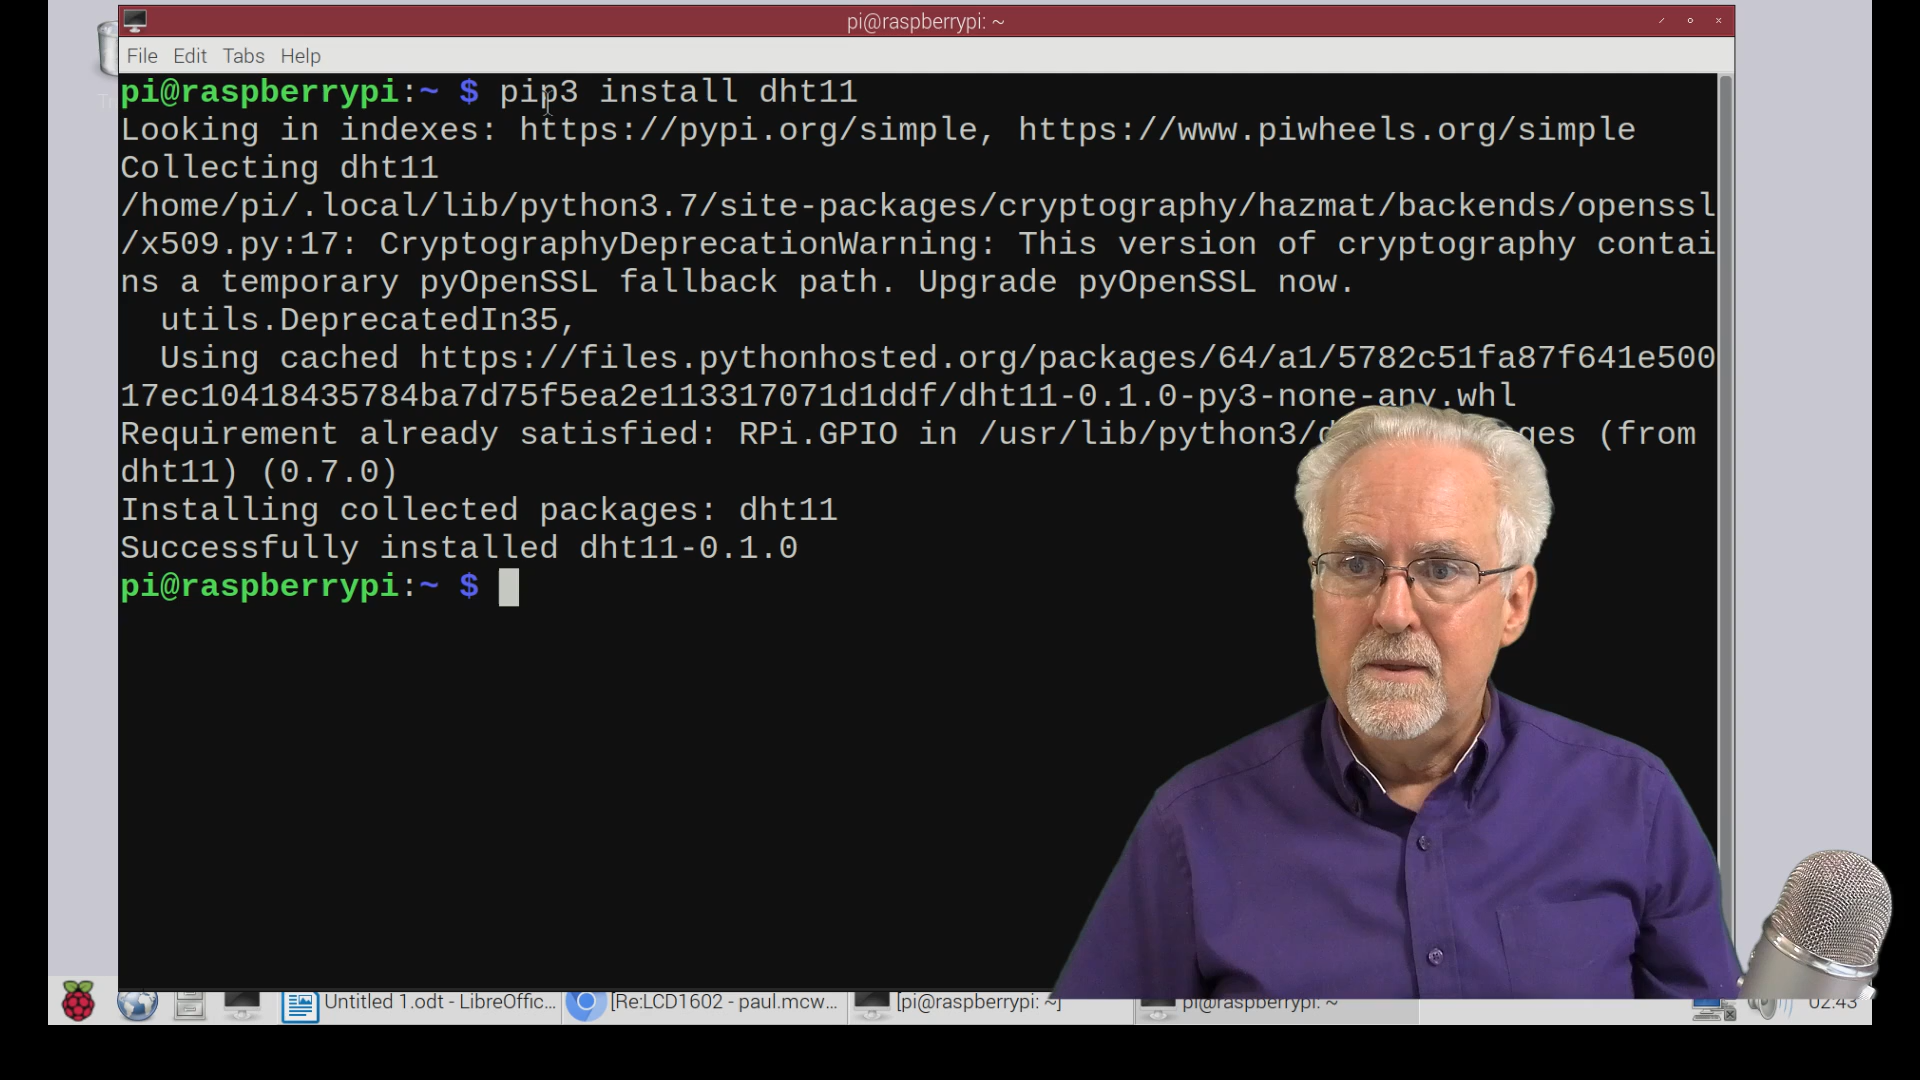 pi@raspberrypi: ~
File Edit Tabs Help
pi@raspberrypi:~ $ pip3 install dht11
Looking in indexes: https://pypi.org/simple, https://www.piwheels.org/simple
Collecting dht11
/home/pi/.local/lib/python3.7/site-packages/cryptography/hazmat/backends/openssl
/x509.py:17: CryptographyDeprecationWarning: This version of cryptography contai
ns a temporary pyOpenSSL fallback path. Upgrade pyOpenSSL now.
utils.DeprecatedIn35,
Using cached https://files.pythonhosted.org/packages/64/a1/5782c51fa87f641e500
17ec10418435784ba7d75f5ea2e113317071d1ddf/dht11-0.1.0-py3-none-any.whl
Requirement already satisfied: RPi.GPIO in /usr/lib/python3/d ges (from
dht11) (0.7.0)
Installing collected packages: dht11
Successfully installed dht11-0.1.0
pi@raspberrypi:~ $
Untitled 1.odt - LibreOffic... [Re:LCD1602 - paul.mcw... [pi@raspberrypi: ~] pi@raspberrypi: ~ 02:43